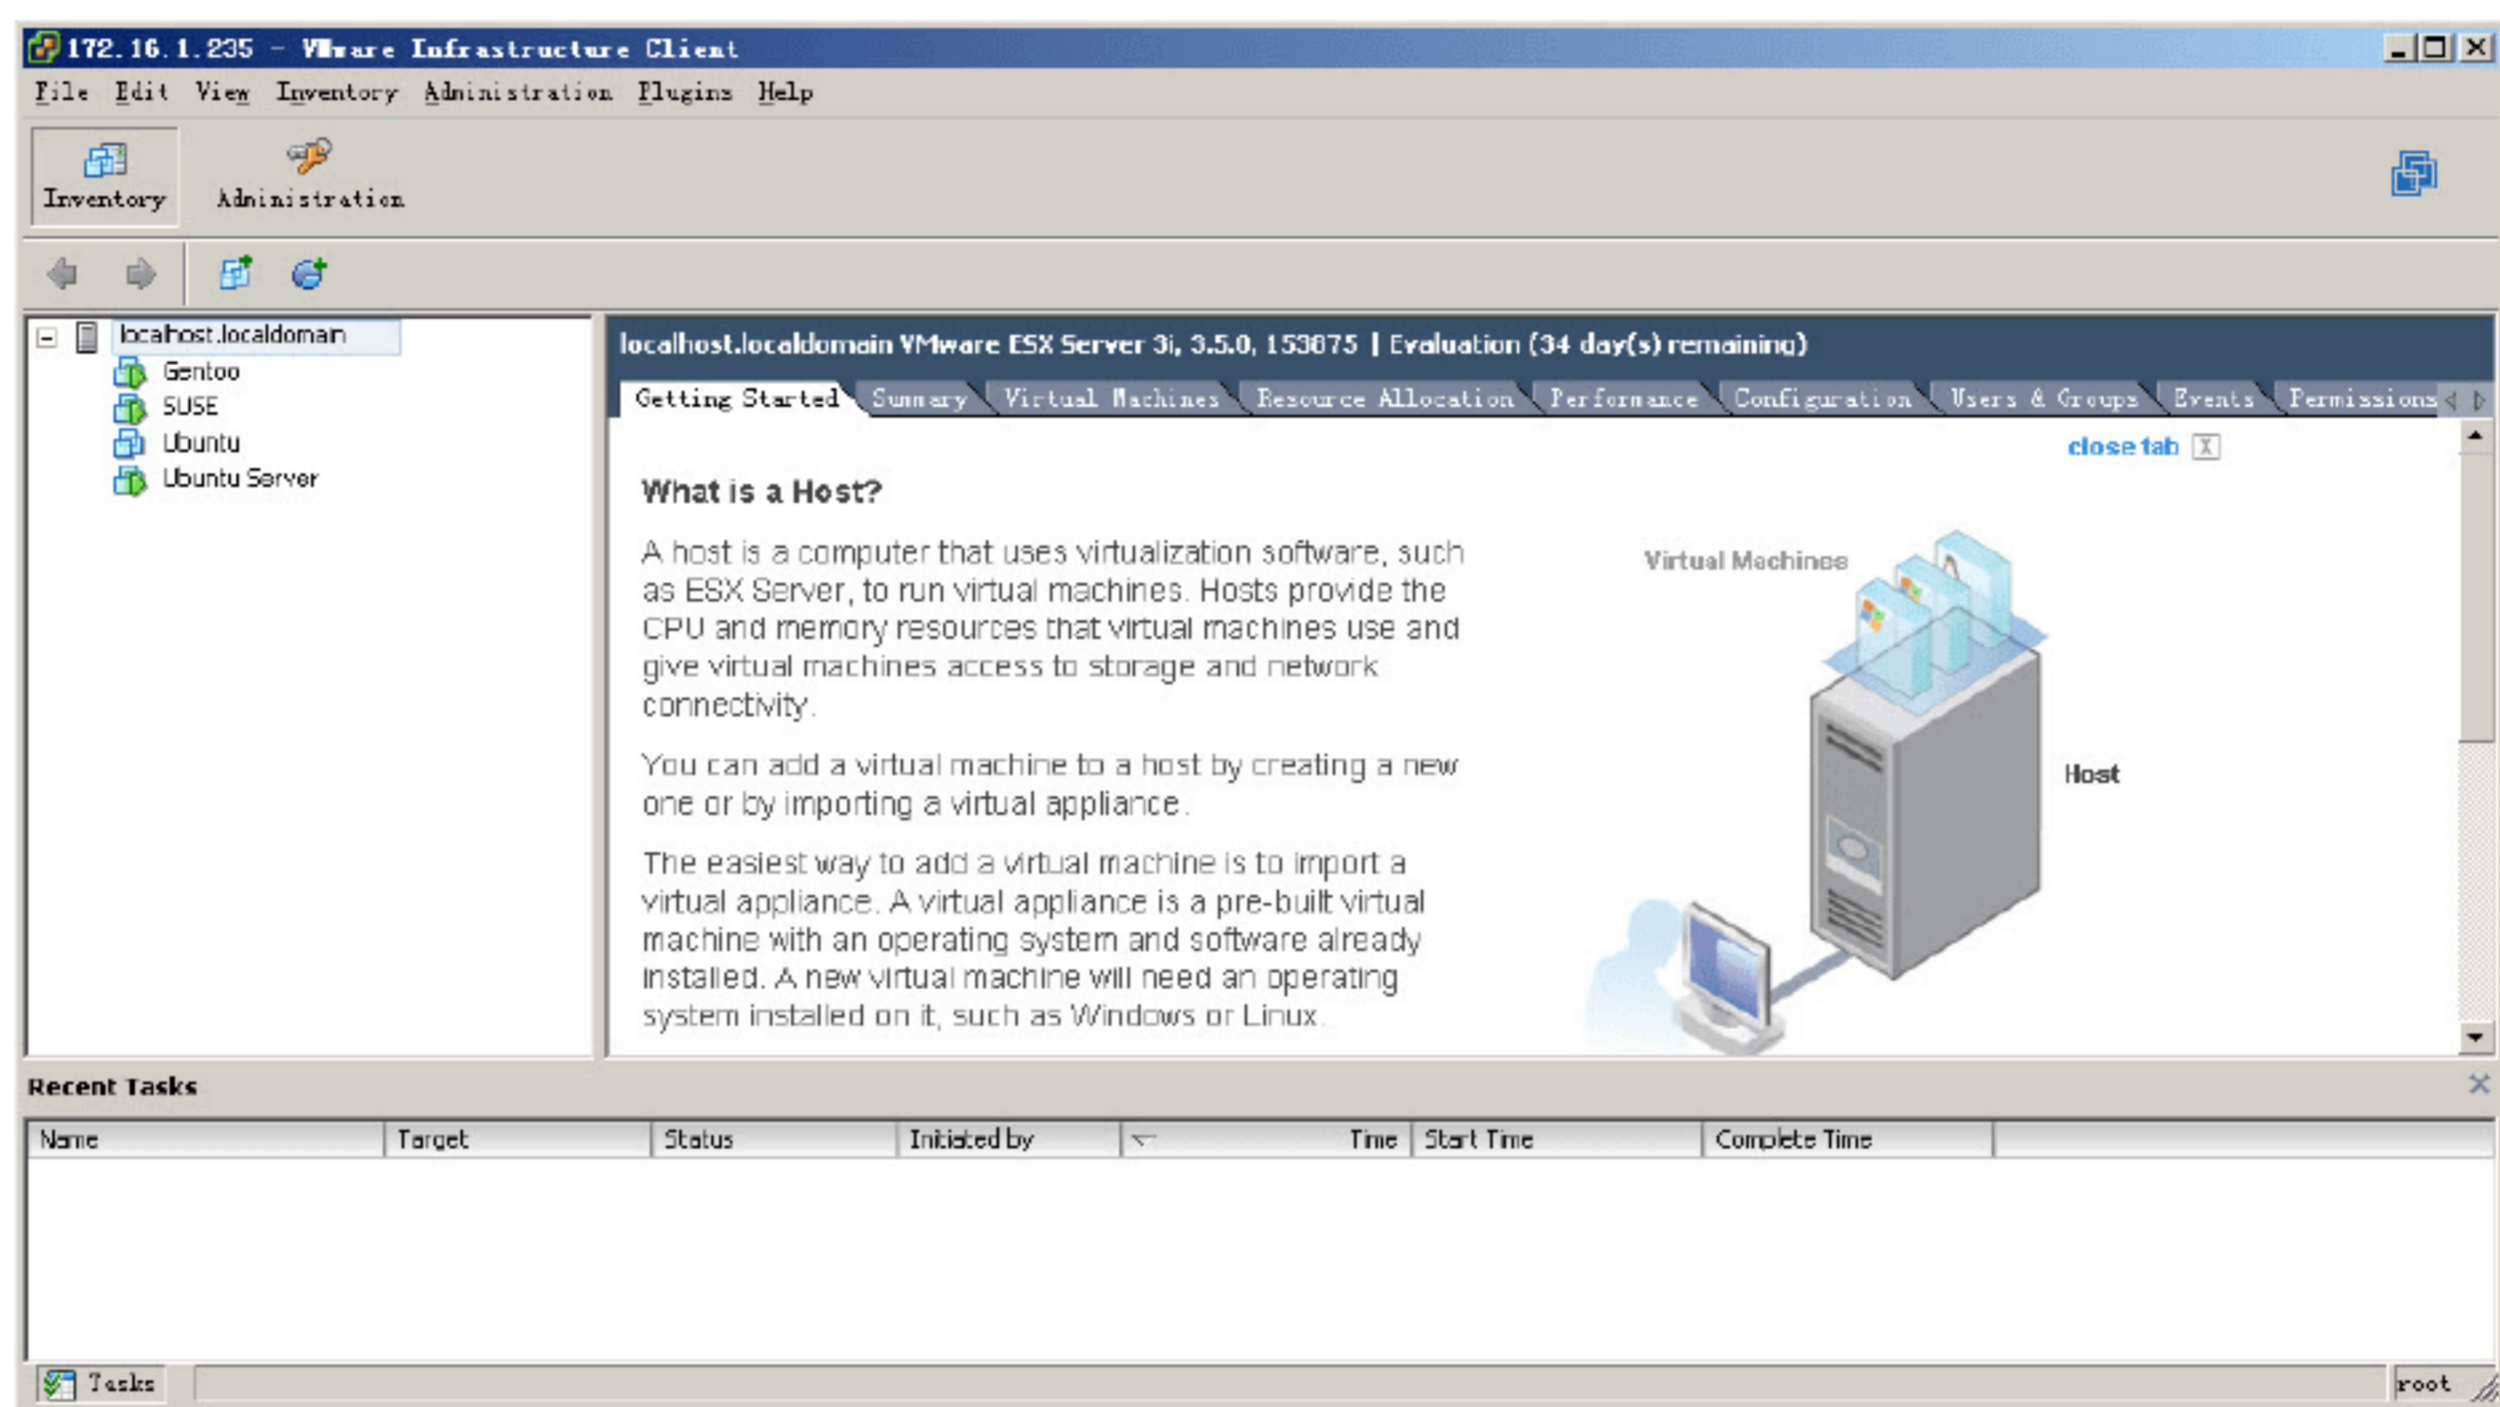 172.16.1.235 - VMware Infrastructure Client
File Edit View Inventory Administration Plugins Help
Inventory Administration
localhost.localdomain
Gentoo
SUSE
Ubuntu
Ubuntu Server
localhost.localdomain VMware ESX Server 3i, 3.5.0, 153875 | Evaluation (34 day(s) remaining)
Getting Started Summary Virtual Machines Resource Allocation Performance Configuration Users & Groups Events Permissions
close tab X
What is a Host?
A host is a computer that uses virtualization software, such
as ESX Server, to run virtual machines. Hosts provide the
CPU and memory resources that virtual machines use and
give virtual machines access to storage and network
connectivity.
You can add a virtual machine to a host by creating a new
one or by importing a virtual appliance.
The easiest way to add a virtual machine is to import a
virtual appliance. A virtual appliance is a pre-built virtual
machine with an operating system and software already
installed. A new virtual machine will need an operating
system installed on it, such as Windows or Linux.
Virtual Machines
Host
Recent Tasks
Name Target Status Initiated by Time Start Time Complete Time
Tasks root